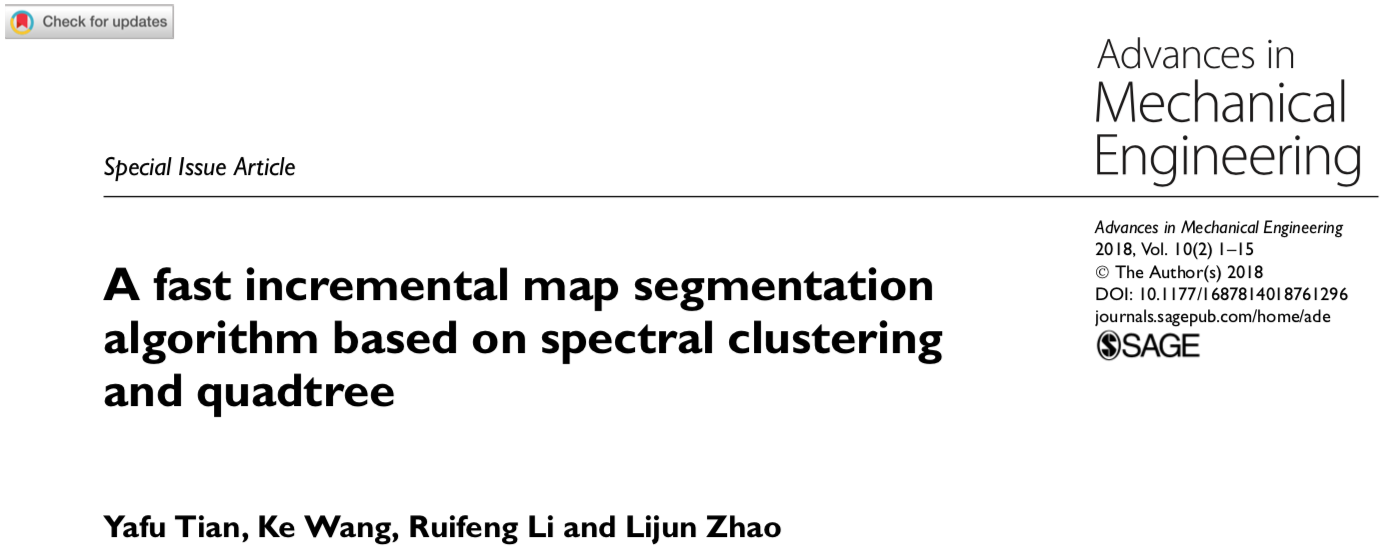 Check for updates
Advances in
Mechanical
Engineering
Special Issue Article
Advances in Mechanical Engineering
2018, Vol. 10(2) 1–15
© The Author(s) 2018
DOI: 10.1177/1687814018761296
journals.sagepub.com/home/ade
SAGE
A fast incremental map segmentation
algorithm based on spectral clustering
and quadtree
Yafu Tian, Ke Wang, Ruifeng Li and Lijun Zhao